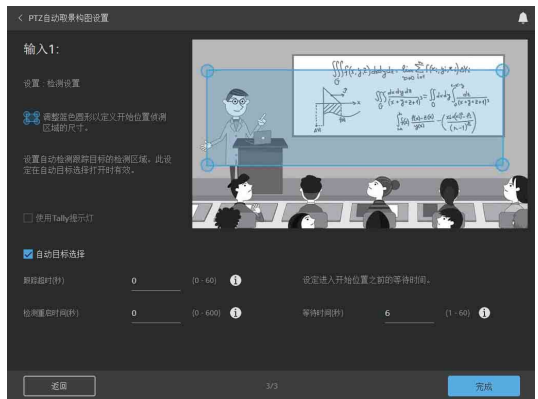 PTZ自动取景构图设置
输入1:
设置 : 检测设置
调整蓝色图形以定义开始位置侦测
区域的尺寸。
设置自动检测跟踪目标的检测区域。此设
定在自动目标选择打开时有效。
使用Tally提示灯
自动目标选择
跟踪超时(秒) 0 (0 - 60)
设定进入开始位置之前的等待时间。
检测重启时间(秒) 0 (0 - 600)
等待时间(秒) 6 (1 - 60)
返回
3/3
完成